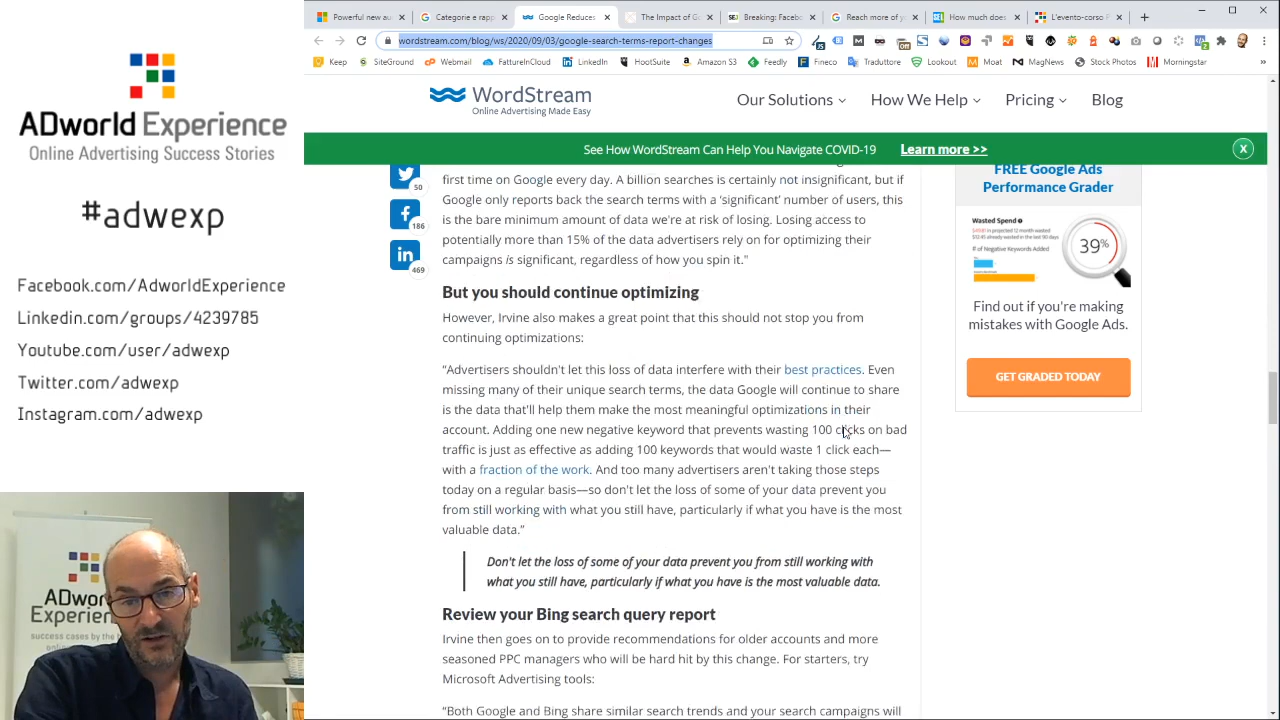 ADworld Experience
Online Advertising Success Stories
#adwexp
Facebook.com/AdworldExperience
Linkedin.com/groups/4239785
Youtube.com/user/adwexp
Twitter.com/adwexp
Instagram.com/adwexp
ADworld
Experience
success cases by the
Powerful new au
Categorie e rapp
Google Reduces
The Impact of G
Breaking: Faceb
Reach more of y
How much does
L'evento-corso P
wordstream.com/blog/ws/2020/09/03/google-search-terms-report-changes
Keep
SiteGround
Webmail
FattureInCloud
LinkedIn
HootSuite
Amazon S3
Feedly
Fineco
Traduttore
Lookout
Moat
MagNews
Stock Photos
Morningstar
WordStream
Online Advertising Made Easy
Our Solutions
How We Help
Pricing
Blog
See How WordStream Can Help You Navigate COVID-19 Learn more >>
X
50
186
469
first time on Google every day. A billion searches is certainly not insignificant, but if
Google only reports back the search terms with a ‘significant’ number of users, this
is the bare minimum amount of data we're at risk of losing. Losing access to
potentially more than 15% of the data advertisers rely on for optimizing their
campaigns is significant, regardless of how you spin it."
But you should continue optimizing
However, Irvine also makes a great point that this should not stop you from
continuing optimizations:
“Advertisers shouldn't let this loss of data interfere with their best practices. Even
missing many of their unique search terms, the data Google will continue to share
is the data that'll help them make the most meaningful optimizations in their
account. Adding one new negative keyword that prevents wasting 100 clicks on bad
traffic is just as effective as adding 100 keywords that would waste 1 click each—
with a fraction of the work. And too many advertisers aren't taking those steps
today on a regular basis—so don't let the loss of some of your data prevent you
from still working with what you still have, particularly if what you have is the most
valuable data.”
Don't let the loss of some of your data prevent you from still working with
what you still have, particularly if what you have is the most valuable data.
Review your Bing search query report
Irvine then goes on to provide recommendations for older accounts and more
seasoned PPC managers who will be hard hit by this change. For starters, try
Microsoft Advertising tools:
“Both Google and Bing share similar search trends and your search campaigns will
FREE Google Ads
Performance Grader
Wasted Spend
# of Negative Keywords Added
39%
Find out if you're making
mistakes with Google Ads.
GET GRADED TODAY